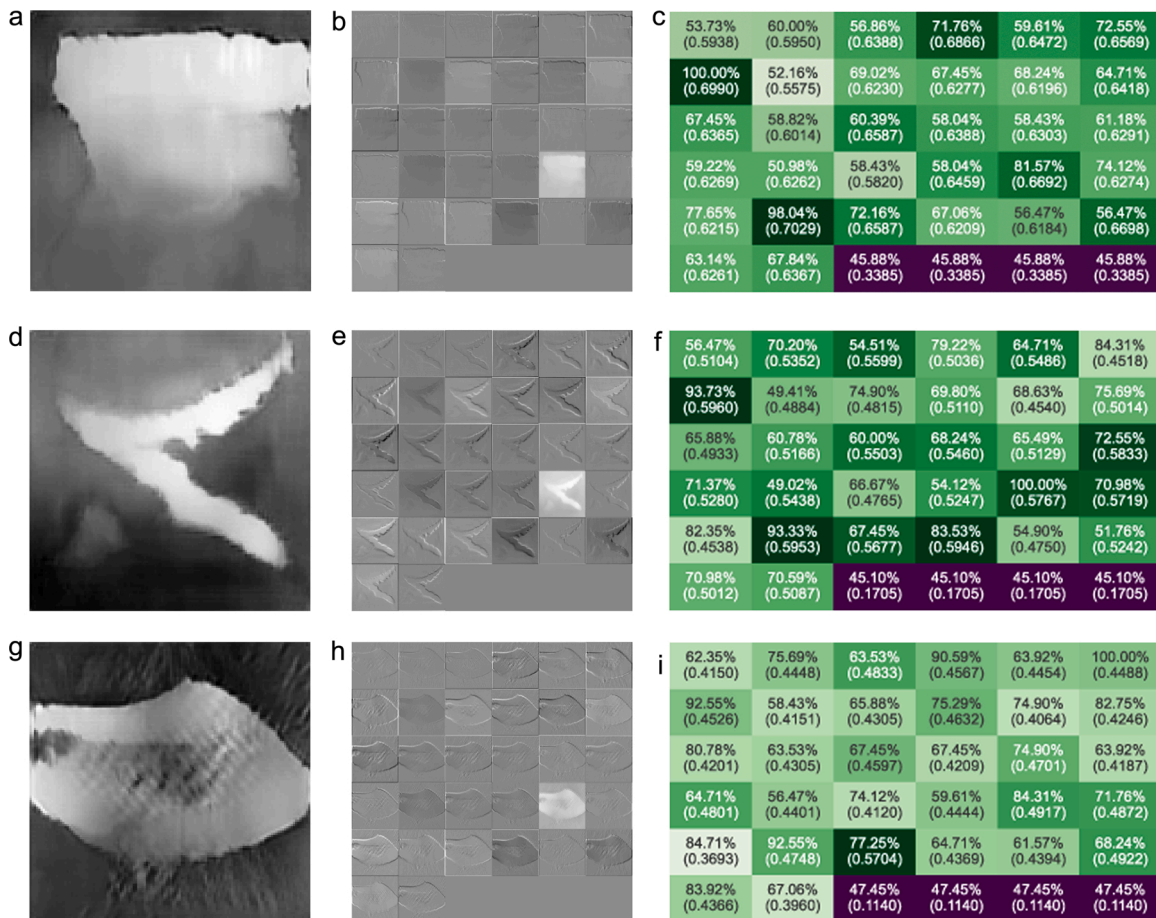 a b c
53.73% 60.00% 56.86% 71.76% 59.61% 72.55%
(0.5938) (0.5950) (0.6388) (0.6866) (0.6472) (0.6569)
100.00% 52.16% 69.02% 67.45% 68.24% 64.71%
(0.6990) (0.5575) (0.6230) (0.6277) (0.6196) (0.6418)
67.45% 58.82% 60.39% 58.04% 58.43% 61.18%
(0.6365) (0.6014) (0.6587) (0.6388) (0.6303) (0.6291)
59.22% 50.98% 58.43% 58.04% 81.57% 74.12%
(0.6269) (0.6262) (0.5820) (0.6459) (0.6692) (0.6274)
77.65% 98.04% 72.16% 67.06% 56.47% 56.47%
(0.6215) (0.7029) (0.6587) (0.6209) (0.6184) (0.6698)
63.14% 67.84% 45.88% 45.88% 45.88% 45.88%
(0.6261) (0.6367) (0.3385) (0.3385) (0.3385) (0.3385)
d e f
56.47% 70.20% 54.51% 79.22% 64.71% 84.31%
(0.5104) (0.5352) (0.5599) (0.5036) (0.5486) (0.4518)
93.73% 49.41% 74.90% 69.80% 68.63% 75.69%
(0.5960) (0.4884) (0.4815) (0.5110) (0.4540) (0.5014)
65.88% 60.78% 60.00% 68.24% 65.49% 72.55%
(0.4933) (0.5166) (0.5503) (0.5460) (0.5129) (0.5833)
71.37% 49.02% 66.67% 54.12% 100.00% 70.98%
(0.5280) (0.5438) (0.4765) (0.5247) (0.5767) (0.5719)
82.35% 93.33% 67.45% 83.53% 54.90% 51.76%
(0.4538) (0.5953) (0.5677) (0.5946) (0.4750) (0.5242)
70.98% 70.59% 45.10% 45.10% 45.10% 45.10%
(0.5012) (0.5087) (0.1705) (0.1705) (0.1705) (0.1705)
g h i
62.35% 75.69% 63.53% 90.59% 63.92% 100.00%
(0.4150) (0.4448) (0.4833) (0.4567) (0.4454) (0.4488)
92.55% 58.43% 65.88% 75.29% 74.90% 82.75%
(0.4526) (0.4151) (0.4305) (0.4632) (0.4064) (0.4246)
80.78% 63.53% 67.45% 67.45% 74.90% 63.92%
(0.4201) (0.4305) (0.4597) (0.4209) (0.4701) (0.4187)
64.71% 56.47% 74.12% 59.61% 84.31% 71.76%
(0.4801) (0.4401) (0.4120) (0.4444) (0.4917) (0.4872)
84.71% 92.55% 77.25% 64.71% 61.57% 68.24%
(0.3693) (0.4748) (0.5704) (0.4369) (0.4394) (0.4922)
83.92% 67.06% 47.45% 47.45% 47.45% 47.45%
(0.4366) (0.3960) (0.1140) (0.1140) (0.1140) (0.1140)